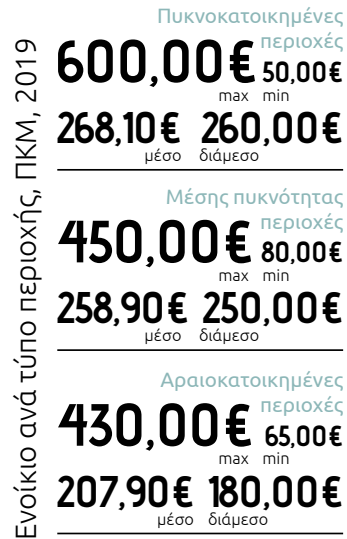 Ενοίκιο ανά τύπο περιοχής, ΠΚΜ, 2019
Πυκνοκατοικημένες
περιοχές
600,00€ 50,00€
max min
268,10€ 260,00€
μέσο διάμεσο
Μέσης πυκνότητας
περιοχές
450,00€ 80,00€
max min
258,90€ 250,00€
μέσο διάμεσο
Αραιοκατοικημένες
περιοχές
430,00€ 65,00€
max min
207,90€ 180,00€
μέσο διάμεσο